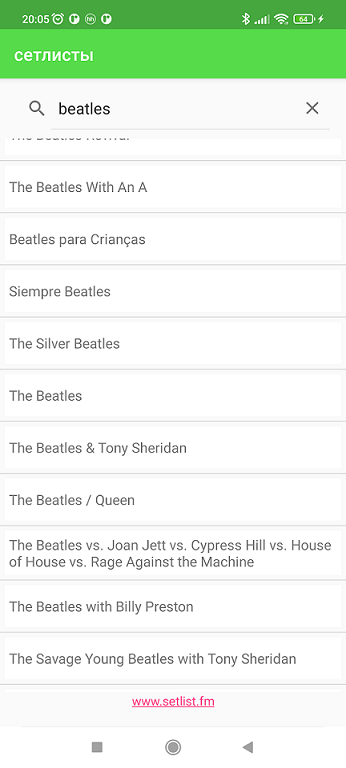 20:05
64
сетлисты
beatles
The Beatles Revival
The Beatles With An A
Beatles para Crianças
Siempre Beatles
The Silver Beatles
The Beatles
The Beatles & Tony Sheridan
The Beatles / Queen
The Beatles vs. Joan Jett vs. Cypress Hill vs. House
of House vs. Rage Against the Machine
The Beatles with Billy Preston
The Savage Young Beatles with Tony Sheridan
www.setlist.fm